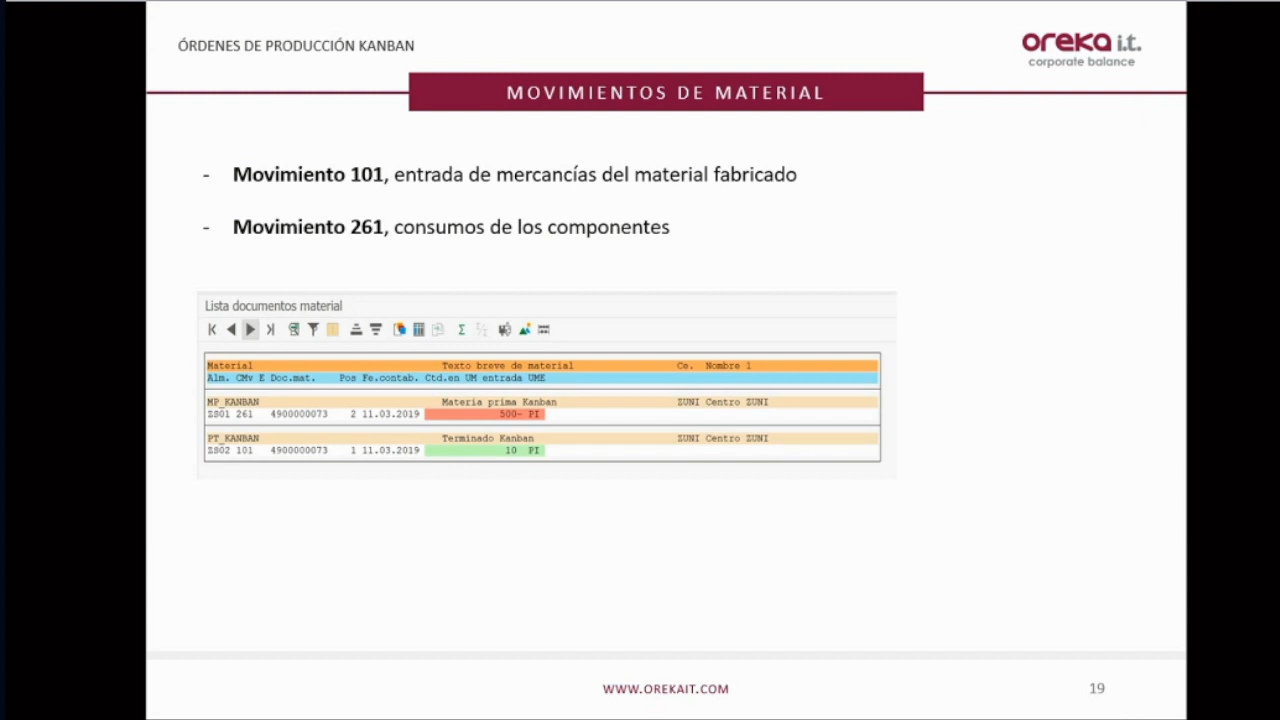 ÓRDENES DE PRODUCCIÓN KANBAN
oreka i.t.
corporate balance
MOVIMIENTOS DE MATERIAL
- Movimiento 101, entrada de mercancías del material fabricado
- Movimiento 261, consumos de los componentes
Lista documentos material
Material Texto breve de material Ce. Nombre 1
Alm. CMv E Doc.mat. Pos Fe.contab. Ctd.en UM entrada UME
MP_KANBAN Materia prima Kanban ZUNI Centro ZUNI
ZS01 261 4900000073 2 11.03.2019 500- PI
PT_KANBAN Terminado Kanban ZUNI Centro ZUNI
ZS02 101 4900000073 1 11.03.2019 10 PI
WWW.OREKAIT.COM
19